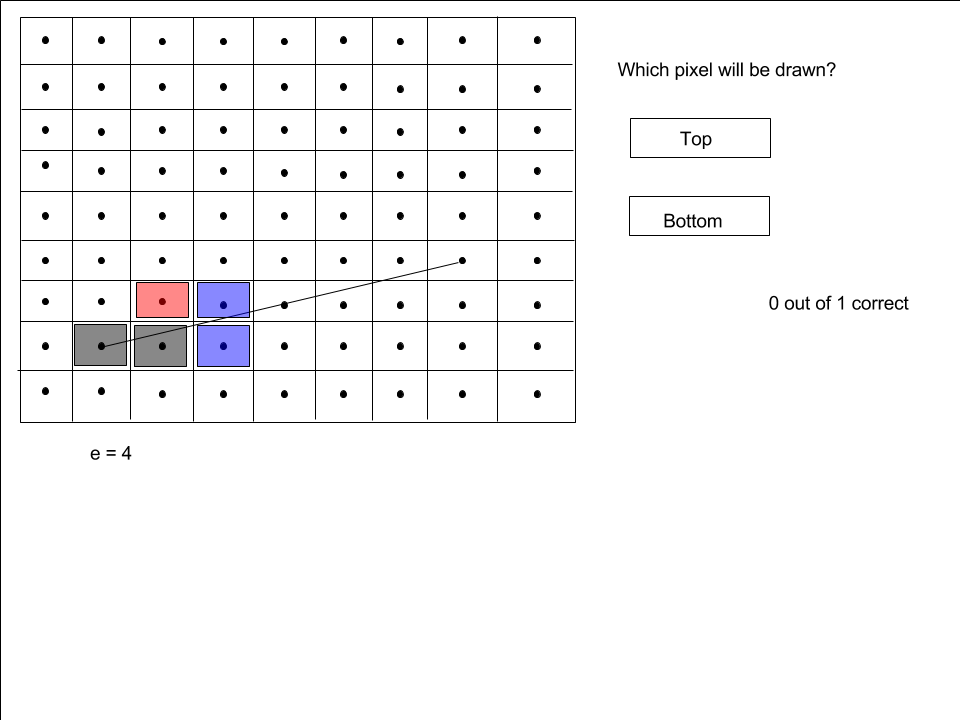 Which pixel will be drawn?
Top
Bottom
0 out of 1 correct
e = 4